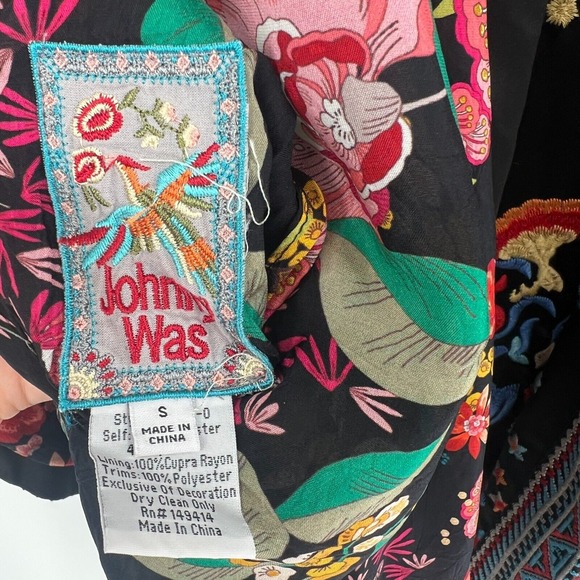 Johnny
Was
S
MADE IN
CHINA
Self:
Lining:100%Cupra Rayon
Trims:100%Polyester
Exclusive Of Decoration
Dry Clean Only
Rn# 149414
Made In China